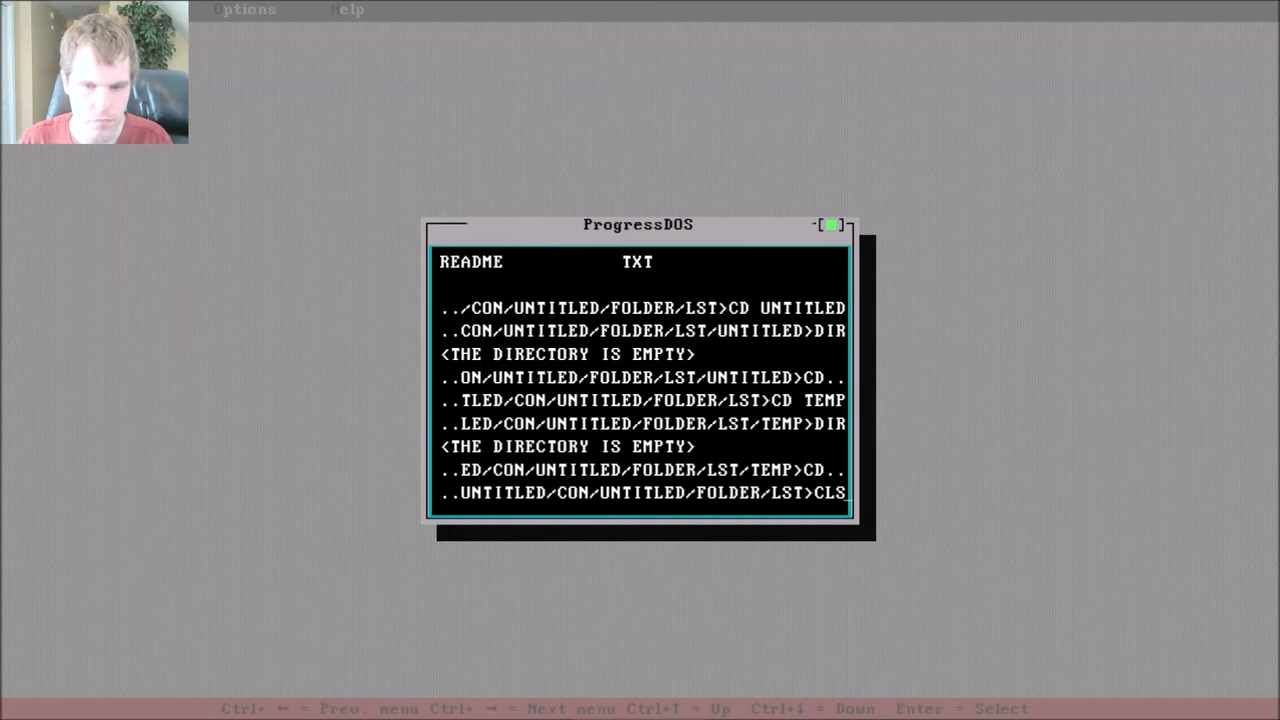 Options Help
ProgressDOS
README TXT
../CON/UNTITLED/FOLDER/LST>CD UNTITLED
..CON/UNTITLED/FOLDER/LST/UNTITLED>DIR
<THE DIRECTORY IS EMPTY>
..ON/UNTITLED/FOLDER/LST/UNTITLED>CD..
..TLED/CON/UNTITLED/FOLDER/LST>CD TEMP
..LED/CON/UNTITLED/FOLDER/LST/TEMP>DIR
<THE DIRECTORY IS EMPTY>
..ED/CON/UNTITLED/FOLDER/LST/TEMP>CD..
..UNTITLED/CON/UNTITLED/FOLDER/LST>CLS_
Ctrl+ ← = Prev. menu Ctrl+ → = Next menu Ctrl+↑ = Up Ctrl+↓ = Down Enter = Select